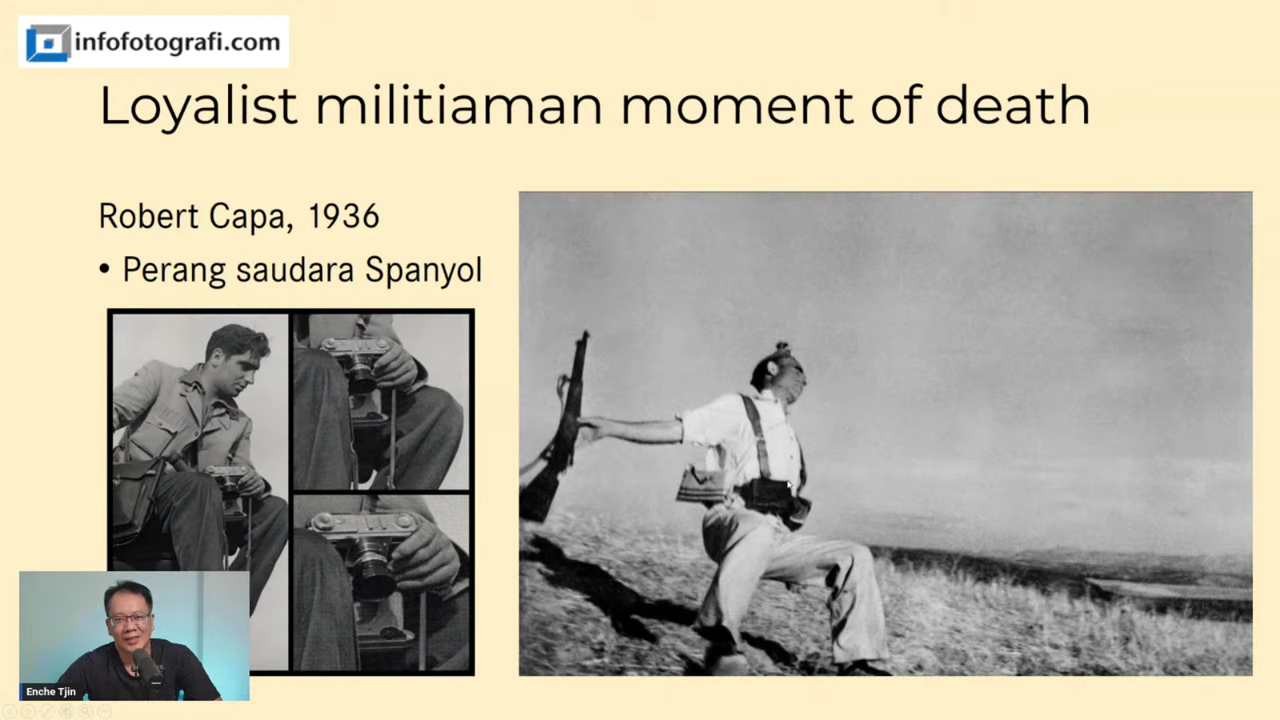 infofotografi.com
Loyalist militiaman moment of death
Robert Capa, 1936
• Perang saudara Spanyol
Enche Tjin